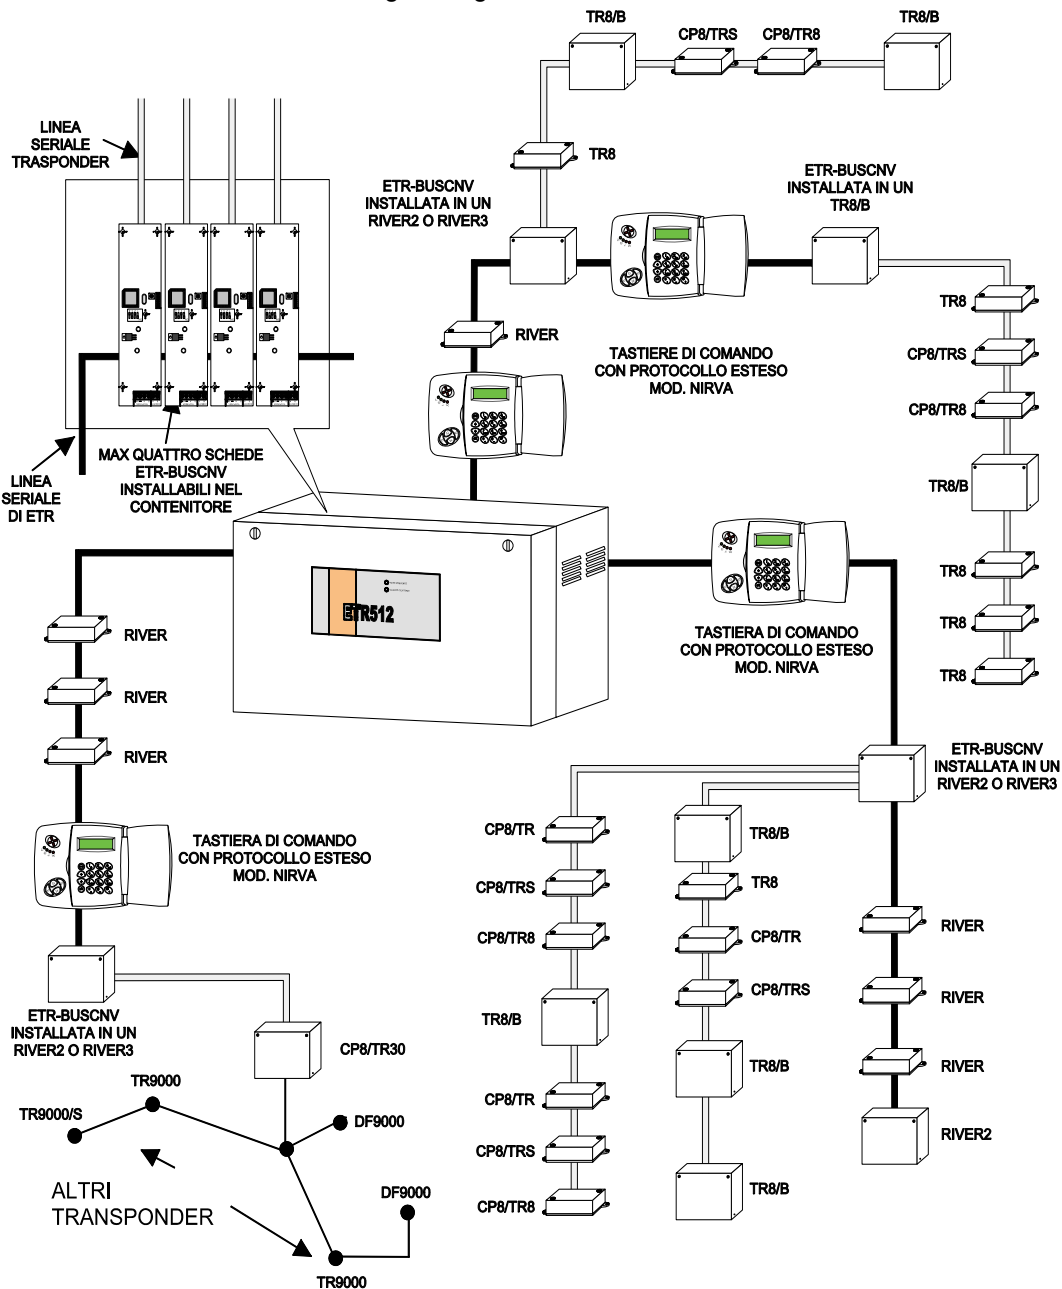 TR8/B
CP8/TRS
CP8/TR8
TR8/B
LINEA
SERIALE
TRASPONDER
TR8
ETR-BUSCNV
INSTALLATA IN UN
RIVER2 O RIVER3
ETR-BUSCNV
INSTALLATA IN UN
TR8/B
RIVER
TASTIERE DI COMANDO
CON PROTOCOLLO ESTESO
MOD. NIRVA
TR8
CP8/TRS
CP8/TR8
TR8/B
TR8
TR8
TR8
MAX QUATTRO SCHEDE
ETR-BUSCNV
INSTALLABILI NEL
CONTENITORE
LINEA
SERIALE
DI ETR
ETR512
TASTIERA DI COMANDO
CON PROTOCOLLO ESTESO
MOD. NIRVA
RIVER
RIVER
RIVER
ETR-BUSCNV
INSTALLATA IN UN
RIVER2 O RIVER3
TASTIERA DI COMANDO
CON PROTOCOLLO ESTESO
MOD. NIRVA
CP8/TR
CP8/TRS
CP8/TR8
TR8/B
CP8/TR
CP8/TRS
CP8/TR8
TR8/B
TR8
CP8/TR
CP8/TRS
TR8/B
TR8/B
RIVER
RIVER
RIVER
RIVER2
ETR-BUSCNV
INSTALLATA IN UN
RIVER2 O RIVER3
CP8/TR30
TR9000
TR9000/S
DF9000
ALTRI
TRANSPONDER
DF9000
TR9000